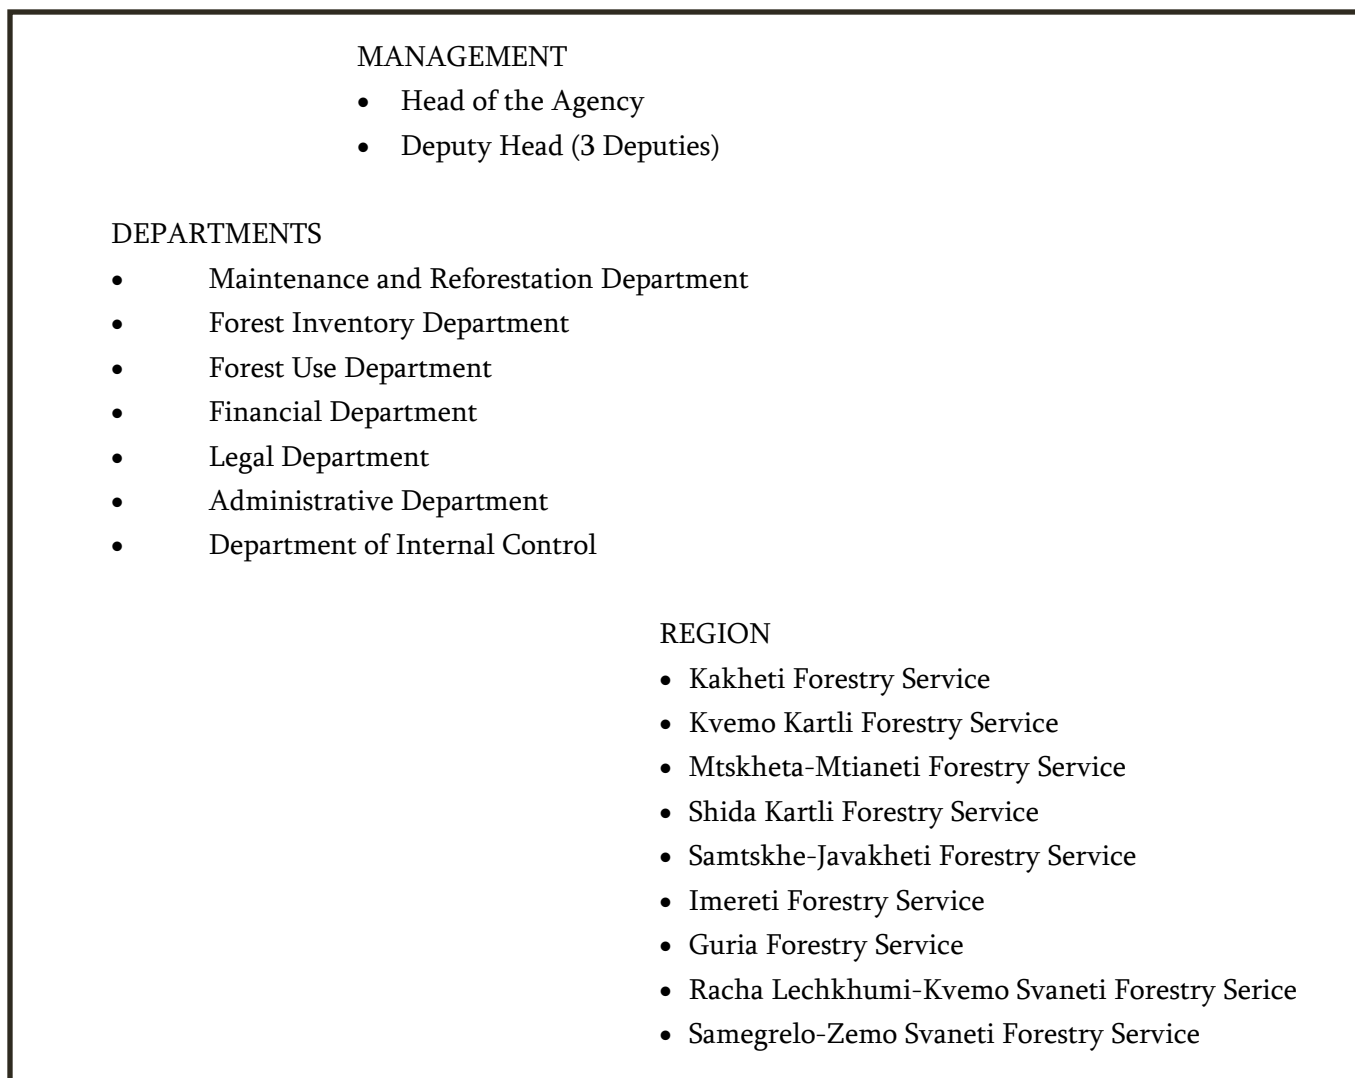 MANAGEMENT
• Head of the Agency
• Deputy Head (3 Deputies)
DEPARTMENTS
• Maintenance and Reforestation Department
• Forest Inventory Department
• Forest Use Department
• Financial Department
• Legal Department
• Administrative Department
• Department of Internal Control
REGION
• Kakheti Forestry Service
• Kvemo Kartli Forestry Service
• Mtskheta-Mtianeti Forestry Service
• Shida Kartli Forestry Service
• Samtskhe-Javakheti Forestry Service
• Imereti Forestry Service
• Guria Forestry Service
• Racha Lechkhumi-Kvemo Svaneti Forestry Serice
• Samegrelo-Zemo Svaneti Forestry Service